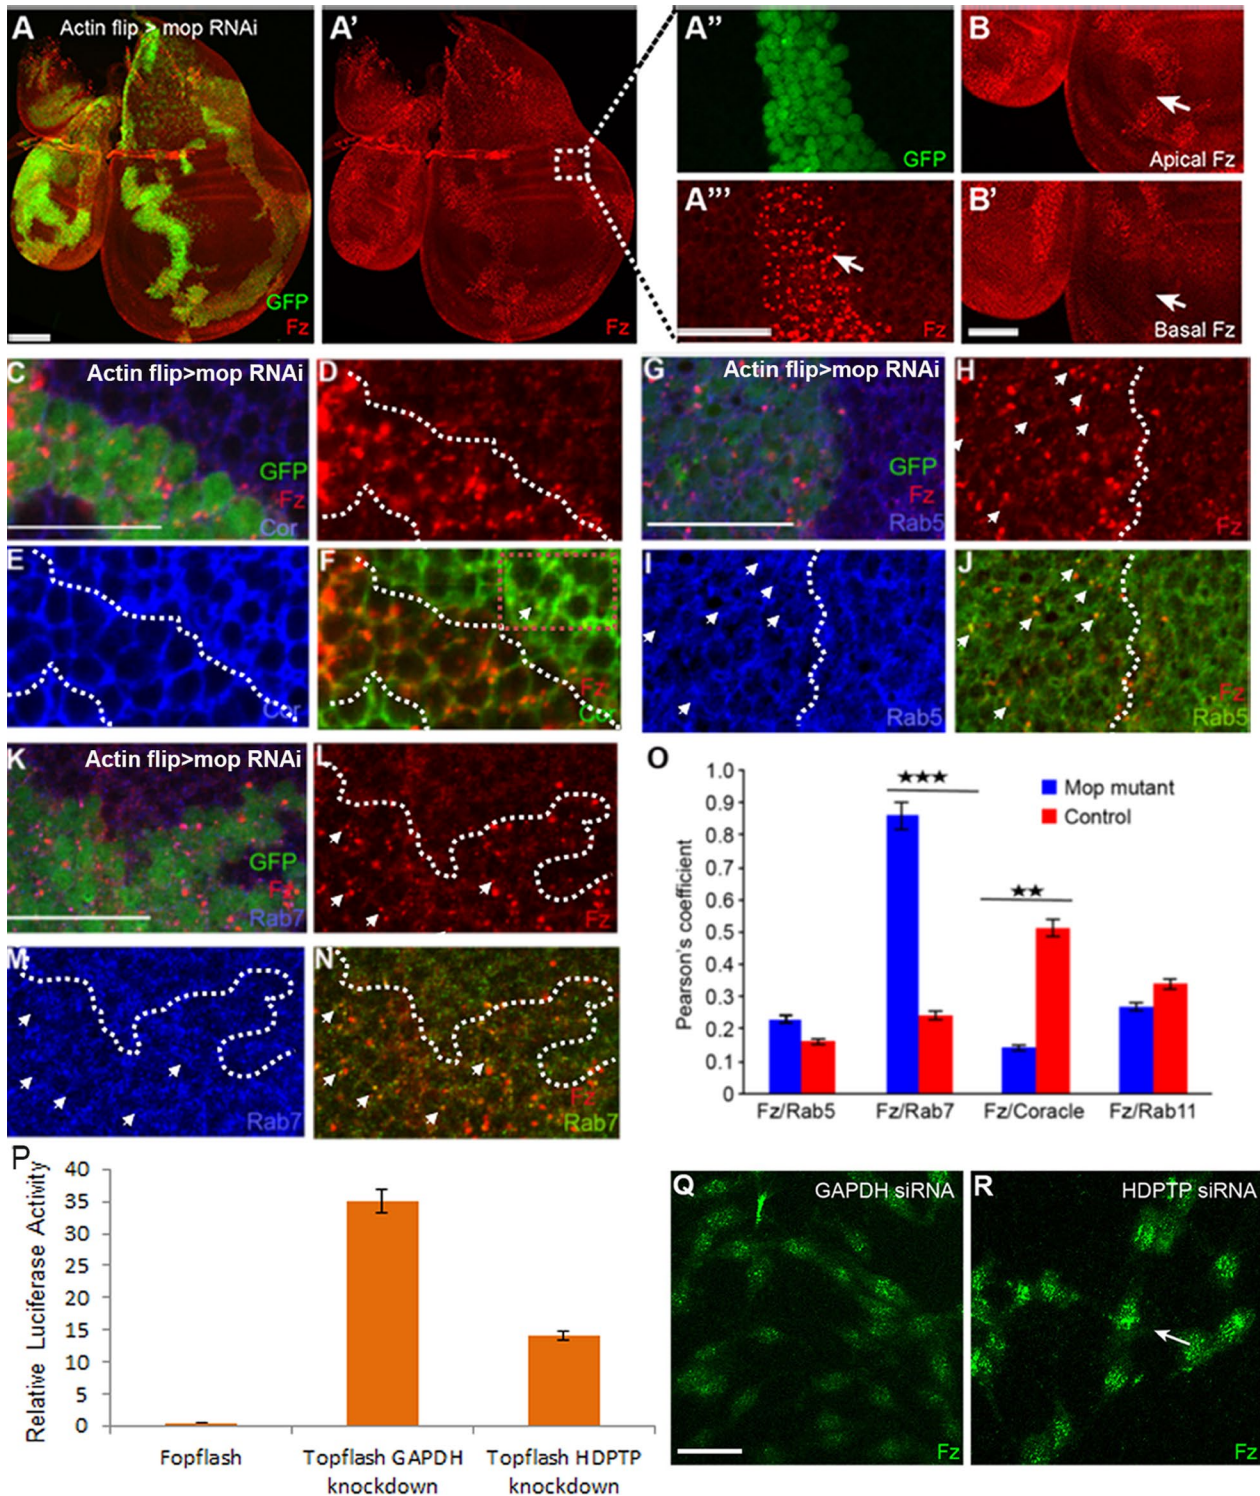 A
Actin flip > mop RNAi
GFP
Fz
A'
Fz
A"
GFP
A"'
Fz
B
Apical Fz
B'
Basal Fz
C
Actin flip>mop RNAi
GFP
Fz
Cor
D
E
Cor
F
Fz
Cor
G
Actin flip>mop RNAi
GFP
Fz
Rab5
H
Fz
I
Rab5
J
Fz
Rab5
K
Actin flip>mop RNAi
GFP
Fz
Rab7
L
Fz
M
Rab7
N
Fz
Rab7
O
★★★
★★
Mop mutant
Control
Pearson's coefficient
1.0
0.9
0.8
0.7
0.6
0.5
0.4
0.3
0.2
0.1
0
Fz/Rab5
Fz/Rab7
Fz/Coracle
Fz/Rab11
P
Relative Luciferase Activity
40
35
30
25
20
15
10
5
0
Fopflash
Topflash GAPDH
knockdown
Topflash HDPTP
knockdown
Q
GAPDH siRNA
Fz
R
HDPTP siRNA
Fz